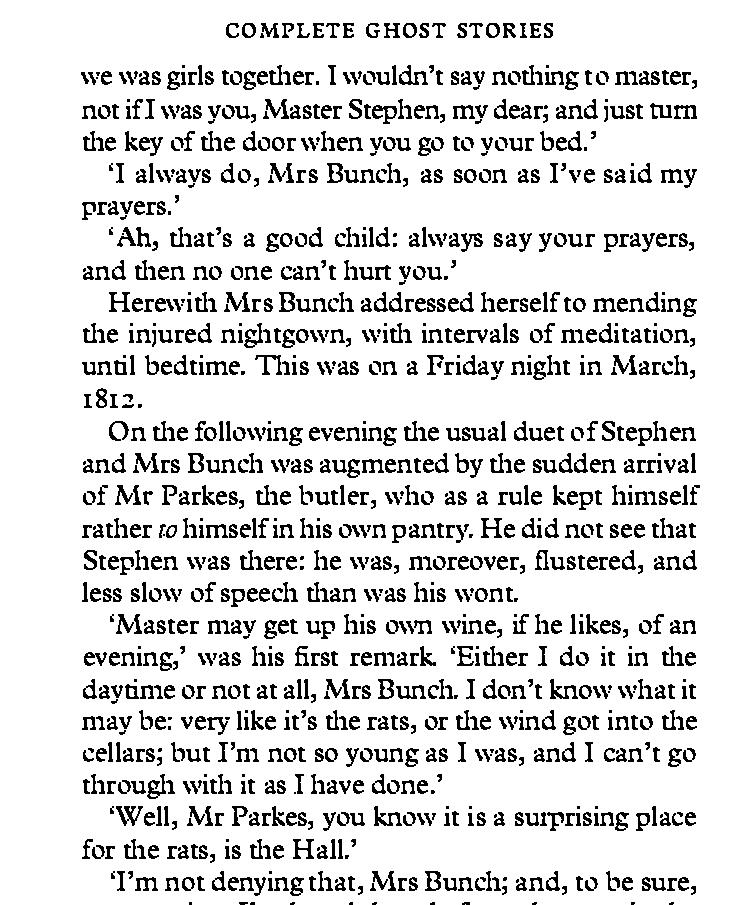 COMPLETE GHOST STORIES
we was girls together. I wouldn't say nothing to master,
not if I was you, Master Stephen, my dear; and just turn
the key of the door when you go to your bed.'
'I always do, Mrs Bunch, as soon as I've said my
prayers.'
'Ah, that's a good child: always say your prayers,
and then no one can't hurt you.'
Herewith Mrs Bunch addressed herself to mending
the injured nightgown, with intervals of meditation,
until bedtime. This was on a Friday night in March,
1812.
On the following evening the usual duet of Stephen
and Mrs Bunch was augmented by the sudden arrival
of Mr Parkes, the butler, who as a rule kept himself
rather to himself in his own pantry. He did not see that
Stephen was there: he was, moreover, flustered, and
less slow of speech than was his wont.
'Master may get up his own wine, if he likes, of an
evening,' was his first remark. 'Either I do it in the
daytime or not at all, Mrs Bunch. I don't know what it
may be: very like it's the rats, or the wind got into the
cellars; but I'm not so young as I was, and I can't go
through with it as I have done.'
'Well, Mr Parkes, you know it is a surprising place
for the rats, is the Hall.'
'I'm not denying that, Mrs Bunch; and, to be sure,